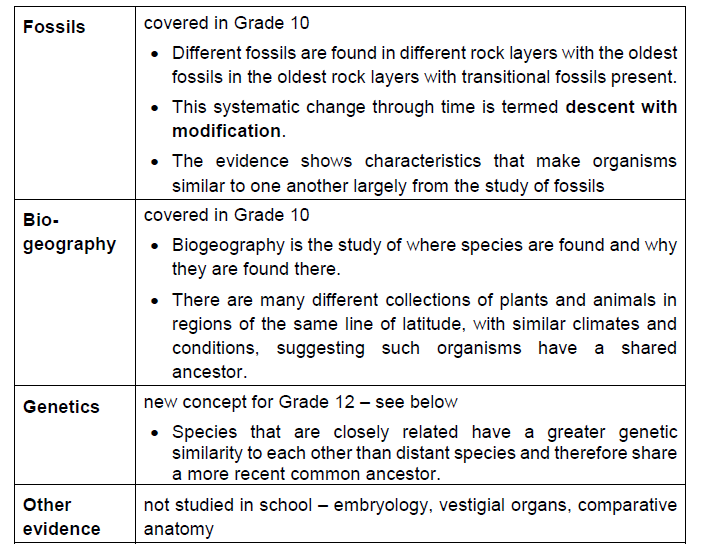 Fossils
covered in Grade 10
• Different fossils are found in different rock layers with the oldest
fossils in the oldest rock layers with transitional fossils present.
• This systematic change through time is termed descent with
modification.
• The evidence shows characteristics that make organisms
similar to one another largely from the study of fossils
Bio-
geography
covered in Grade 10
• Biogeography is the study of where species are found and why
they are found there.
• There are many different collections of plants and animals in
regions of the same line of latitude, with similar climates and
conditions, suggesting such organisms have a shared
ancestor.
Genetics
new concept for Grade 12 – see below
• Species that are closely related have a greater genetic
similarity to each other than distant species and therefore share
a more recent common ancestor.
Other
evidence
not studied in school – embryology, vestigial organs, comparative
anatomy